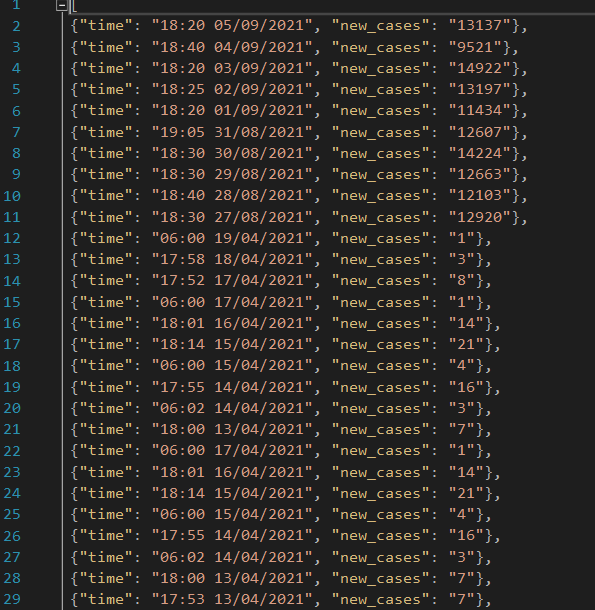 1 [
2 {"time": "18:20 05/09/2021", "new_cases": "13137"},
3 {"time": "18:40 04/09/2021", "new_cases": "9521"},
4 {"time": "18:20 03/09/2021", "new_cases": "14922"},
5 {"time": "18:25 02/09/2021", "new_cases": "13197"},
6 {"time": "18:20 01/09/2021", "new_cases": "11434"},
7 {"time": "19:05 31/08/2021", "new_cases": "12607"},
8 {"time": "18:30 30/08/2021", "new_cases": "14224"},
9 {"time": "18:30 29/08/2021", "new_cases": "12663"},
10 {"time": "18:40 28/08/2021", "new_cases": "12103"},
11 {"time": "18:30 27/08/2021", "new_cases": "12920"},
12 {"time": "06:00 19/04/2021", "new_cases": "1"},
13 {"time": "17:58 18/04/2021", "new_cases": "3"},
14 {"time": "17:52 17/04/2021", "new_cases": "8"},
15 {"time": "06:00 17/04/2021", "new_cases": "1"},
16 {"time": "18:01 16/04/2021", "new_cases": "14"},
17 {"time": "18:14 15/04/2021", "new_cases": "21"},
18 {"time": "06:00 15/04/2021", "new_cases": "4"},
19 {"time": "17:55 14/04/2021", "new_cases": "16"},
20 {"time": "06:02 14/04/2021", "new_cases": "3"},
21 {"time": "18:00 13/04/2021", "new_cases": "7"},
22 {"time": "06:00 17/04/2021", "new_cases": "1"},
23 {"time": "18:01 16/04/2021", "new_cases": "14"},
24 {"time": "18:14 15/04/2021", "new_cases": "21"},
25 {"time": "06:00 15/04/2021", "new_cases": "4"},
26 {"time": "17:55 14/04/2021", "new_cases": "16"},
27 {"time": "06:02 14/04/2021", "new_cases": "3"},
28 {"time": "18:00 13/04/2021", "new_cases": "7"},
29 {"time": "17:53 13/04/2021", "new_cases": "7"},